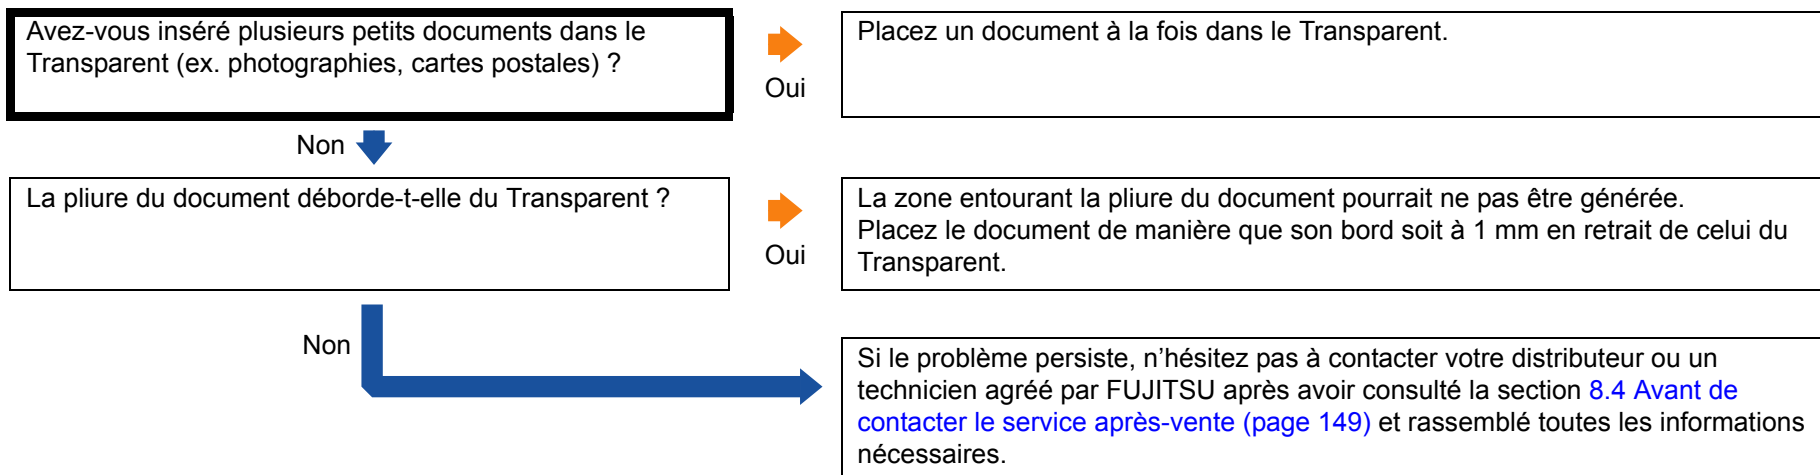 Avez-vous inséré plusieurs petits documents dans le
Transparent (ex. photographies, cartes postales) ?
Oui
Placez un document à la fois dans le Transparent.
Non
La pliure du document déborde-t-elle du Transparent ?
Oui
La zone entourant la pliure du document pourrait ne pas être générée.
Placez le document de manière que son bord soit à 1 mm en retrait de celui du
Transparent.
Non
Si le problème persiste, n’hésitez pas à contacter votre distributeur ou un
technicien agréé par FUJITSU après avoir consulté la section 8.4 Avant de
contacter le service après-vente (page 149) et rassemblé toutes les informations
nécessaires.